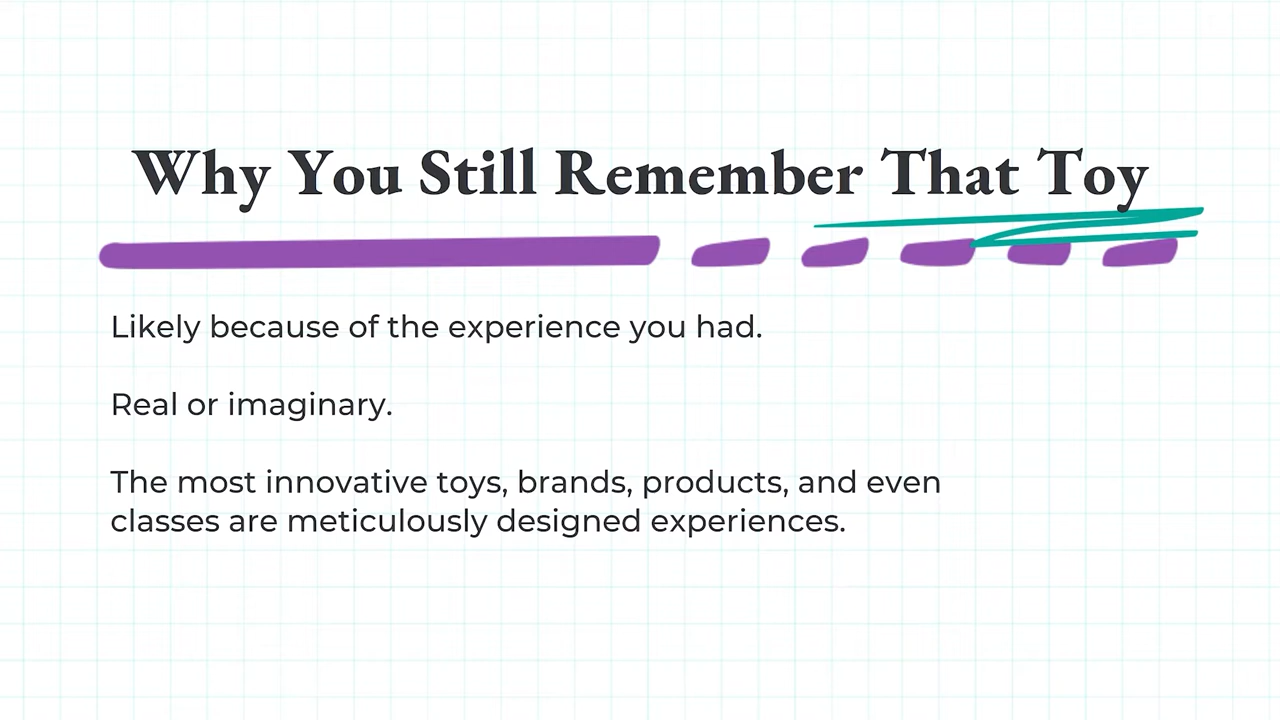 Why You Still Remember That Toy
Likely because of the experience you had.
Real or imaginary.
The most innovative toys, brands, products, and even
classes are meticulously designed experiences.